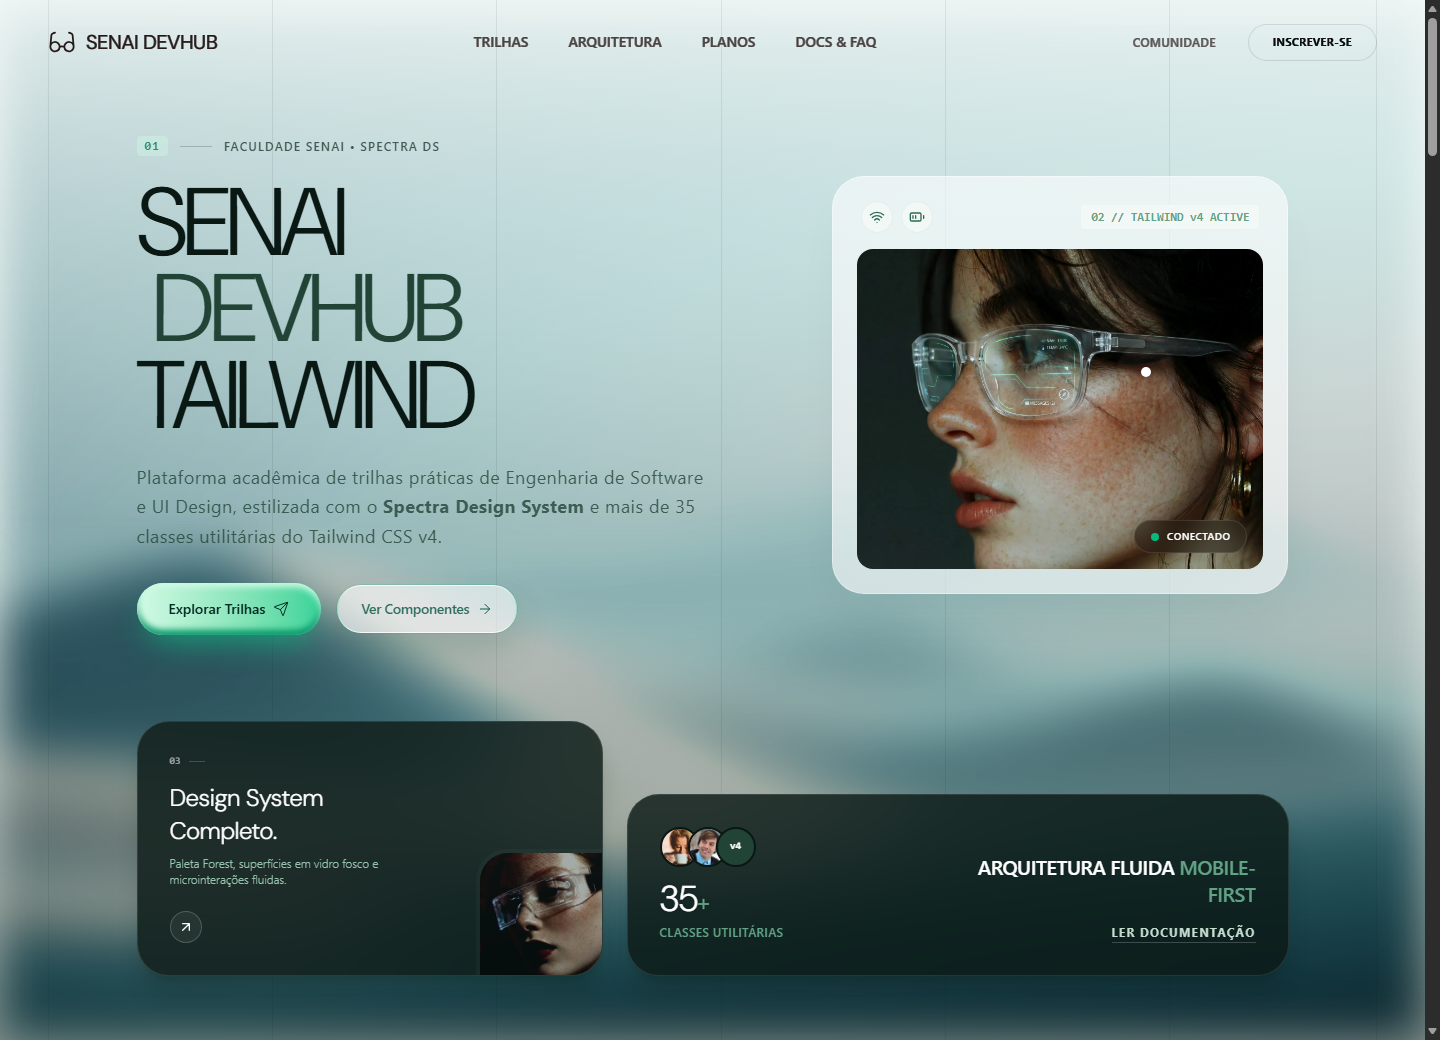 SENAI DEVHUB
TRILHAS
ARQUITETURA
PLANOS
DOCS & FAQ
COMUNIDADE
INSCREVER-SE
01
FACULDADE SENAI • SPECTRA DS
SENAI
DEVHUB
TAILWIND
Plataforma acadêmica de trilhas práticas de Engenharia de Software
e UI Design, estilizada com o Spectra Design System e mais de 35
classes utilitárias do Tailwind CSS v4.
Explorar Trilhas
Ver Componentes
02 // TAILWIND v4 ACTIVE
CONECTADO
03
Design System
Completo.
Paleta Forest, superfícies em vidro fosco e
microinterações fluidas.
v4
35+
CLASSES UTILITÁRIAS
ARQUITETURA FLUIDA MOBILE-
FIRST
LER DOCUMENTAÇÃO